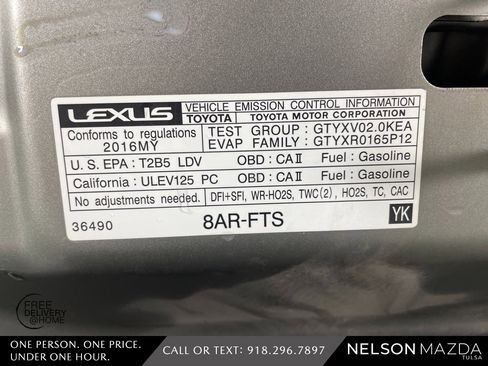 LEXUS VEHICLE EMISSION CONTROL INFORMATION
TOYOTA TOYOTA MOTOR CORPORATION
Conforms to regulations
2016MY
TEST GROUP : GTYXV02.0KEA
EVAP FAMILY : GTYXR0165P12
U.S. EPA : T2B5 LDV OBD : CAⅡ Fuel : Gasoline
California : ULEV125 PC OBD : CAⅡ Fuel : Gasoline
No adjustments needed. DFI+SFI, WR-HO2S, TWC(2), HO2S, TC, CAC
36490 8AR-FTS YK
FREE
DELIVERY
@HOME
ONE PERSON. ONE PRICE.
UNDER ONE HOUR.
CALL OR TEXT: 918.296.7897
NELSON MAZDA
TULSA